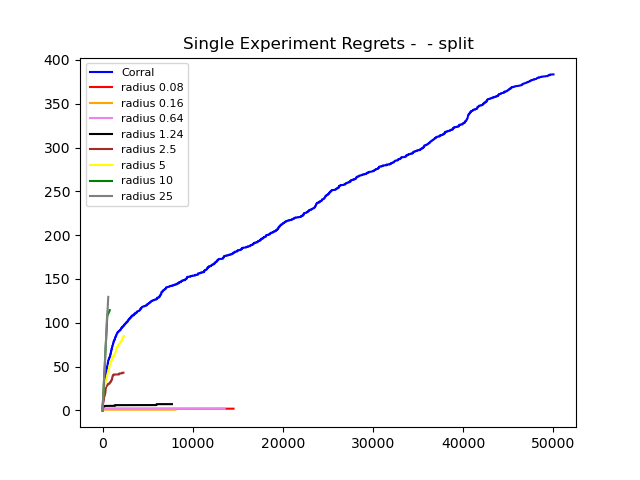 Single Experiment Regrets -  - split
400
350
300
250
200
150
100
50
0
Corral
radius 0.08
radius 0.16
radius 0.64
radius 1.24
radius 2.5
radius 5
radius 10
radius 25
0
10000
20000
30000
40000
50000